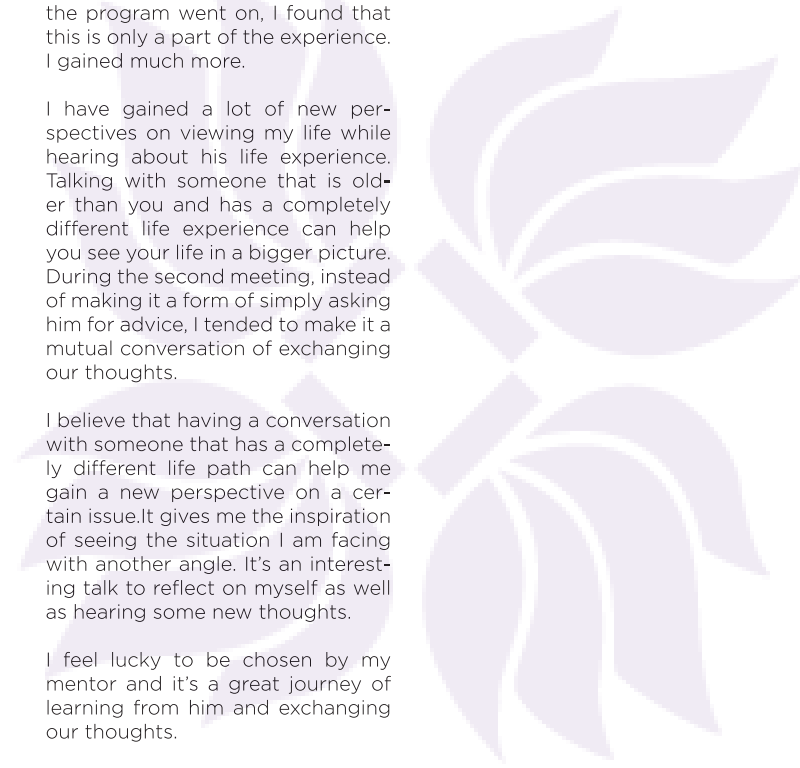 the program went on, I found that
this is only a part of the experience.
I gained much more.
I have gained a lot of new per-
spectives on viewing my life while
hearing about his life experience.
Talking with someone that is old-
er than you and has a completely
different life experience can help
you see your life in a bigger picture.
During the second meeting, instead
of making it a form of simply asking
him for advice, I tended to make it a
mutual conversation of exchanging
our thoughts.
I believe that having a conversation
with someone that has a complete-
ly different life path can help me
gain a new perspective on a cer-
tain issue.It gives me the inspiration
of seeing the situation I am facing
with another angle. It’s an interest-
ing talk to reflect on myself as well
as hearing some new thoughts.
I feel lucky to be chosen by my
mentor and it’s a great journey of
learning from him and exchanging
our thoughts.